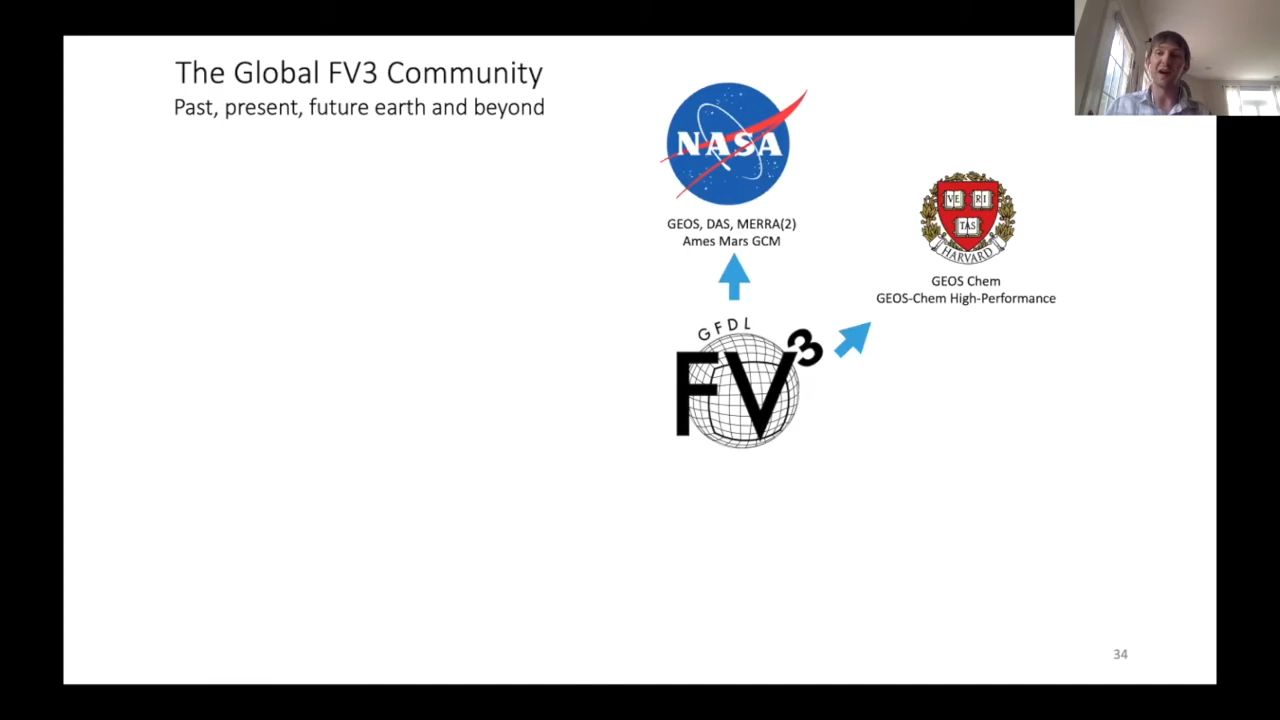 The Global FV3 Community
Past, present, future earth and beyond
NASA
GEOS, DAS, MERRA(2)
Ames Mars GCM
VE RI
TAS
HARVARD
GEOS Chem
GEOS-Chem High-Performance
GFDL
FV3
34